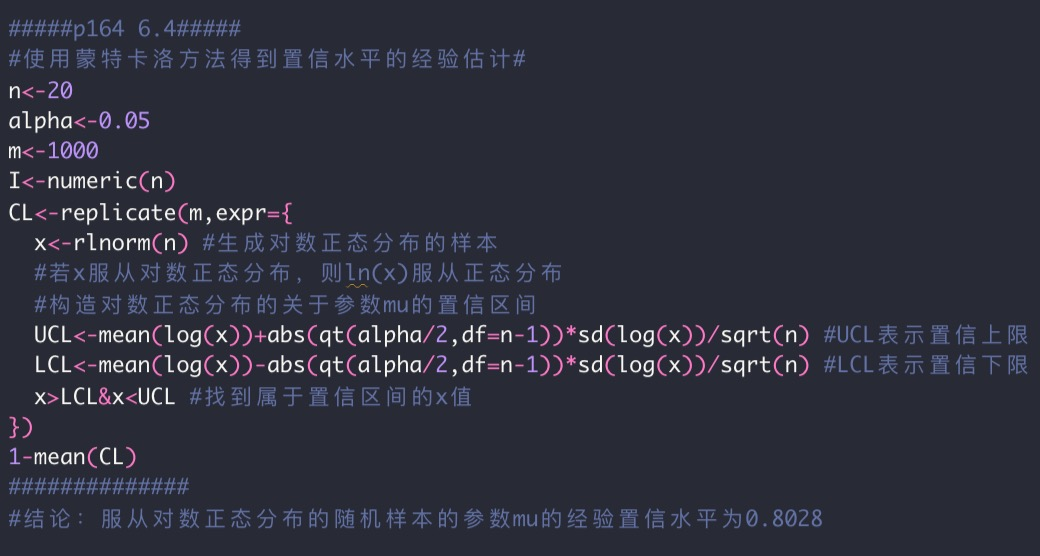 #####p164 6.4#####
#使用蒙特卡洛方法得到置信水平的经验估计#
n<-20
alpha<-0.05
m<-1000
I<-numeric(n)
CL<-replicate(m,expr={
  x<-rlnorm(n) #生成对数正态分布的样本
  #若x服从对数正态分布，则ln(x)服从正态分布
  #构造对数正态分布的关于参数mu的置信区间
  UCL<-mean(log(x))+abs(qt(alpha/2,df=n-1))*sd(log(x))/sqrt(n) #UCL表示置信上限
  LCL<-mean(log(x))-abs(qt(alpha/2,df=n-1))*sd(log(x))/sqrt(n) #LCL表示置信下限
  x>LCL&x<UCL #找到属于置信区间的x值
})
1-mean(CL)
##############
#结论：服从对数正态分布的随机样本的参数mu的经验置信水平为0.8028